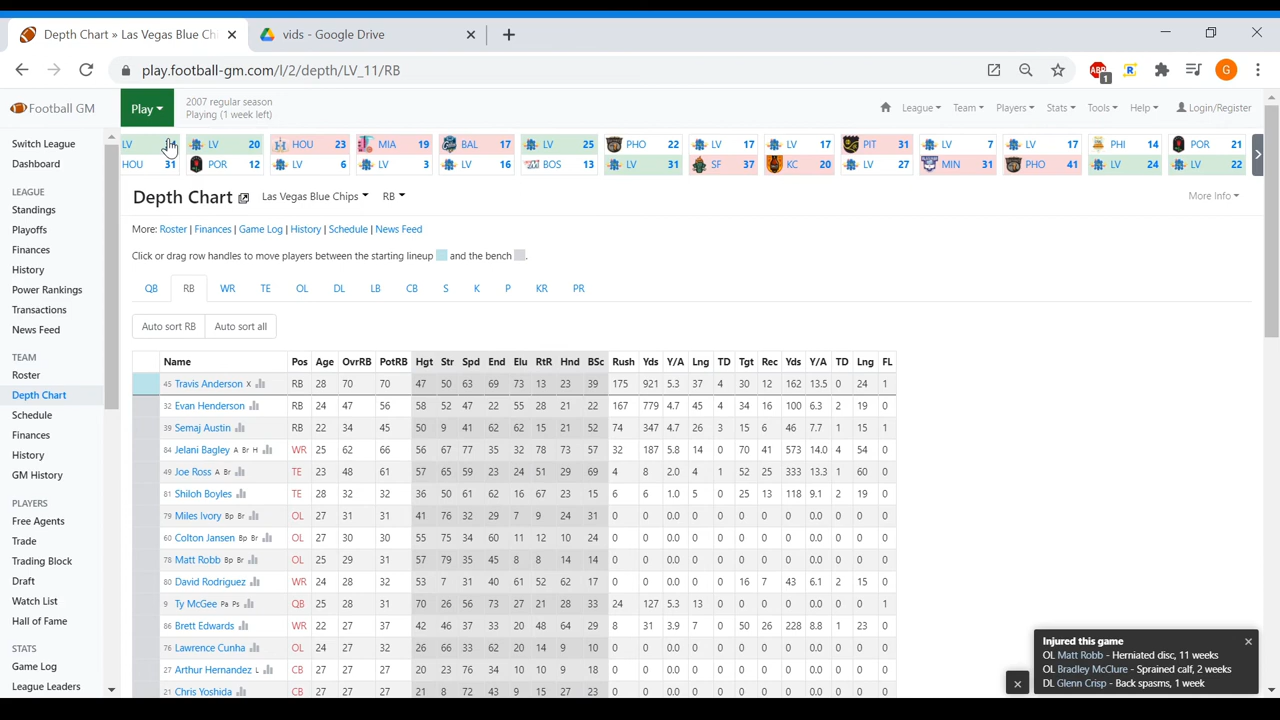 Depth Chart » Las Vegas Blue Chi
vids - Google Drive
play.football-gm.com/l/2/depth/LV_11/RB
ABP 1 R G
Football GM
Play
2007 regular season
Playing (1 week left)
League Team Players Stats Tools Help Login/Register
LV LV 20 HOU 23 MIA 19 BAL 17 LV 25 PHO 22 LV 17 LV 17 PIT 31 LV 7 LV 17 PHI 14 POR 21
HOU 31 POR 12 LV 6 LV 3 LV 16 BOS 13 LV 31 SF 37 KC 20 LV 27 MIN 31 PHO 41 LV 24 LV 22
Switch League
Dashboard
LEAGUE
Standings
Playoffs
Finances
History
Power Rankings
Transactions
News Feed
TEAM
Roster
Depth Chart
Schedule
Finances
History
GM History
PLAYERS
Free Agents
Trade
Trading Block
Draft
Watch List
Hall of Fame
STATS
Game Log
League Leaders
Depth Chart Las Vegas Blue Chips RB More Info
More: Roster | Finances | Game Log | History | Schedule | News Feed
Click or drag row handles to move players between the starting lineup and the bench .
QB RB WR TE OL DL LB CB S K P KR PR
Auto sort RB Auto sort all
Name Pos Age OvrRB PotRB Hgt Str Spd End Elu RtR Hnd BSc Rush Yds Y/A Lng TD Tgt Rec Yds Y/A TD Lng FL
45 Travis Anderson X RB 28 70 70 47 50 63 69 73 13 23 39 175 921 5.3 37 4 30 12 162 13.5 0 24 1
32 Evan Henderson RB 24 47 56 58 52 47 22 55 28 21 22 167 779 4.7 45 4 34 16 100 6.3 2 19 0
39 Semaj Austin RB 22 34 45 50 9 41 62 62 15 21 52 74 347 4.7 26 3 15 6 46 7.7 1 15 1
84 Jelani Bagley A Br H WR 25 62 66 56 67 77 35 32 78 73 57 32 187 5.8 14 0 70 41 573 14.0 4 54 0
49 Joe Ross A Br TE 23 48 61 57 65 59 23 24 51 29 69 4 8 2.0 4 1 52 25 333 13.3 1 60 0
81 Shiloh Boyles TE 28 32 32 36 50 61 62 16 67 23 15 6 6 1.0 5 0 25 13 118 9.1 2 19 0
79 Miles Ivory Bp Br OL 27 31 31 41 76 32 29 7 9 24 31 0 0 0.0 0 0 0 0 0 0.0 0 0 0
60 Colton Jansen Bp Br OL 27 30 30 55 75 34 60 11 12 10 24 0 0 0.0 0 0 0 0 0 0.0 0 0 0
78 Matt Robb Bp Br OL 25 29 31 57 79 35 45 8 8 14 14 0 0 0.0 0 0 0 0 0 0.0 0 0 0
80 David Rodriguez WR 24 28 32 53 7 31 40 61 52 62 17 0 0 0.0 0 0 16 7 43 6.1 2 15 0
9 Ty McGee Pa Ps QB 25 28 31 70 26 56 73 27 21 28 33 24 127 5.3 13 0 0 0 0 0.0 0 0 1
86 Brett Edwards WR 22 27 37 42 46 37 33 20 48 64 29 8 31 3.9 7 0 50 26 228 8.8 1 23 0
76 Lawrence Cunha OL 24 27 32 20 66 33 62 20 14 9 10 0 0 0.0 0 0 0 0 0 0.0 0 0 0
27 Arthur Hernandez L CB 27 27 27 23 23 76 34 10 10 9 18 0 0 0.0 0 0 0 0 0 0.0 0 0 0
21 Chris Yoshida CB 27 27 27 21 8 72 43 9 15 27 23 0 0 0.0 0 0 0 0 0 0.0 0 0 0
Injured this game
OL Matt Robb - Herniated disc, 11 weeks
OL Bradley McClure - Sprained calf, 2 weeks
DL Glenn Crisp - Back spasms, 1 week